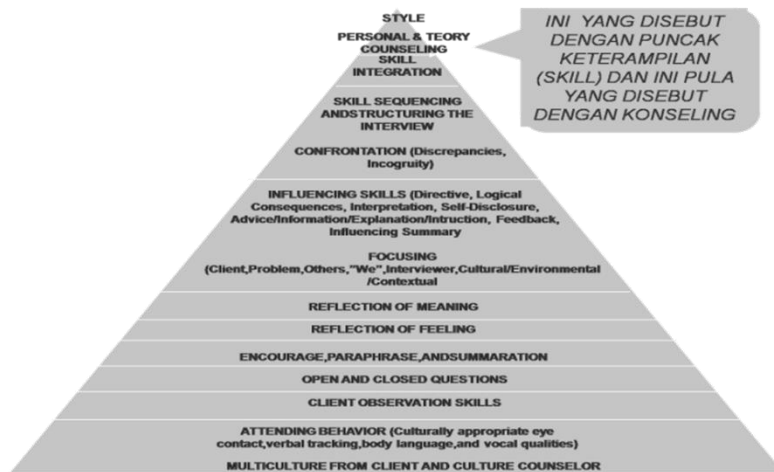 STYLE
PERSONAL & TEORY
COUNSELING
SKILL
INTEGRATION
INI YANG DISEBUT
DENGAN PUNCAK
KETERAMPILAN
(SKILL) DAN INI PULA
YANG DISEBUT
DENGAN KONSELING
SKILL SEQUENCING
ANDSTRUCTURING THE
INTERVIEW
CONFRONTATION (Discrepancies,
Incogruity)
INFLUENCING SKILLS (Directive, Logical
Consequences, Interpretation, Self-Disclosure,
Advice/Information/Explanation/Intruction, Feedback,
Influencing Summary
FOCUSING
(Client,Problem,Others,"We",Interviewer,Cultural/Environmental
/Contextual
REFLECTION OF MEANING
REFLECTION OF FEELING
ENCOURAGE,PARAPHRASE,ANDSUMMARATION
OPEN AND CLOSED QUESTIONS
CLIENT OBSERVATION SKILLS
ATTENDING BEHAVIOR (Culturally appropriate eye
contact,verbal tracking,body language,and vocal qualities)
MULTICULTURE FROM CLIENT AND CULTURE COUNSELOR